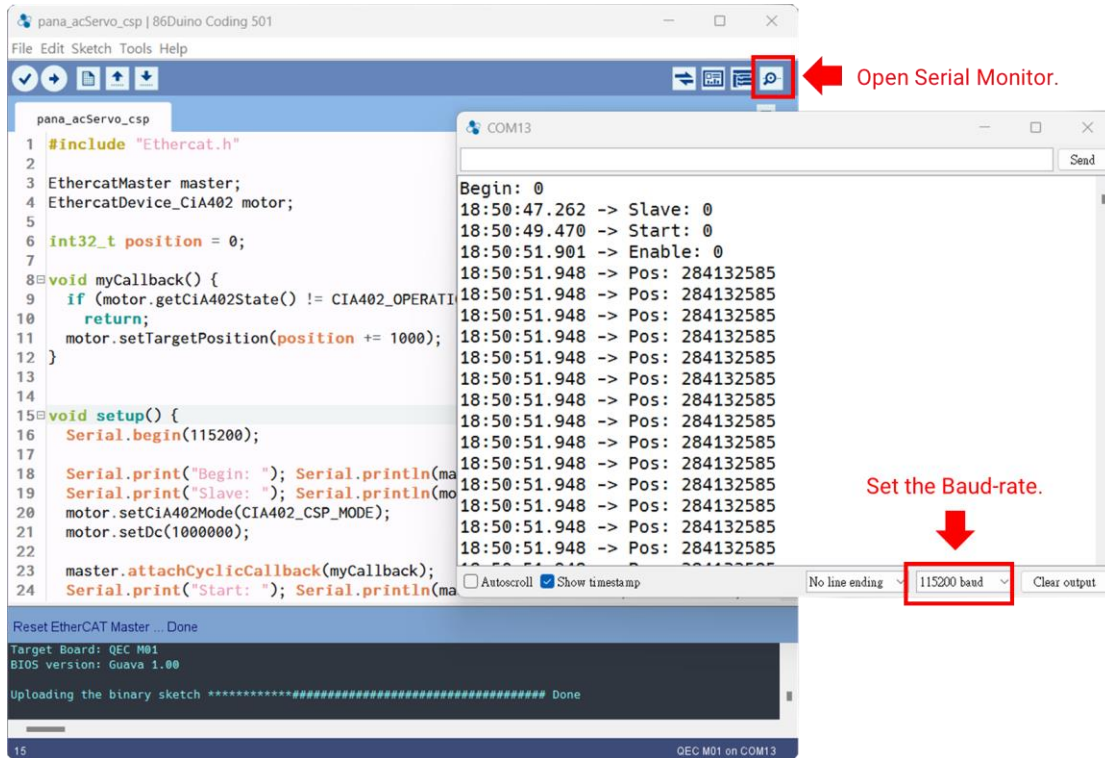 pana_acServo_csp | 86Duino Coding 501
File Edit Sketch Tools Help
Open Serial Monitor.
pana_acServo_csp
1 #include "Ethercat.h"
2
3 EthercatMaster master;
4 EthercatDevice_CiA402 motor;
5
6 int32_t position = 0;
7
8 void myCallback() {
9 if (motor.getCiA402State() != CIA402_OPERATI
10 return;
11 motor.setTargetPosition(position += 1000);
12 }
13
14
15 void setup() {
16 Serial.begin(115200);
17
18 Serial.print("Begin: "); Serial.println(ma
19 Serial.print("Slave: "); Serial.println(mo
20 motor.setCiA402Mode(CIA402_CSP_MODE);
21 motor.setDc(1000000);
22
23 master.attachCyclicCallback(myCallback);
24 Serial.print("Start: "); Serial.println(ma
COM13
Send
Begin: 0
18:50:47.262 -> Slave: 0
18:50:49.470 -> Start: 0
18:50:51.901 -> Enable: 0
18:50:51.948 -> Pos: 284132585
18:50:51.948 -> Pos: 284132585
18:50:51.948 -> Pos: 284132585
18:50:51.948 -> Pos: 284132585
18:50:51.948 -> Pos: 284132585
18:50:51.948 -> Pos: 284132585
18:50:51.948 -> Pos: 284132585
18:50:51.948 -> Pos: 284132585
18:50:51.948 -> Pos: 284132585
18:50:51.948 -> Pos: 284132585
18:50:51.948 -> Pos: 284132585
18:50:51.948 -> Pos: 284132585
18:50:51.948 -> Pos: 284132585
18:50:51.948 -> Pos: 284132585
Set the Baud-rate.
Autoscroll Show timestamp No line ending 115200 baud Clear output
Reset EtherCAT Master ... Done
Target Board: QEC M01
BIOS version: Guava 1.00
Uploading the binary sketch ************#################################### Done
15 QEC M01 on COM13